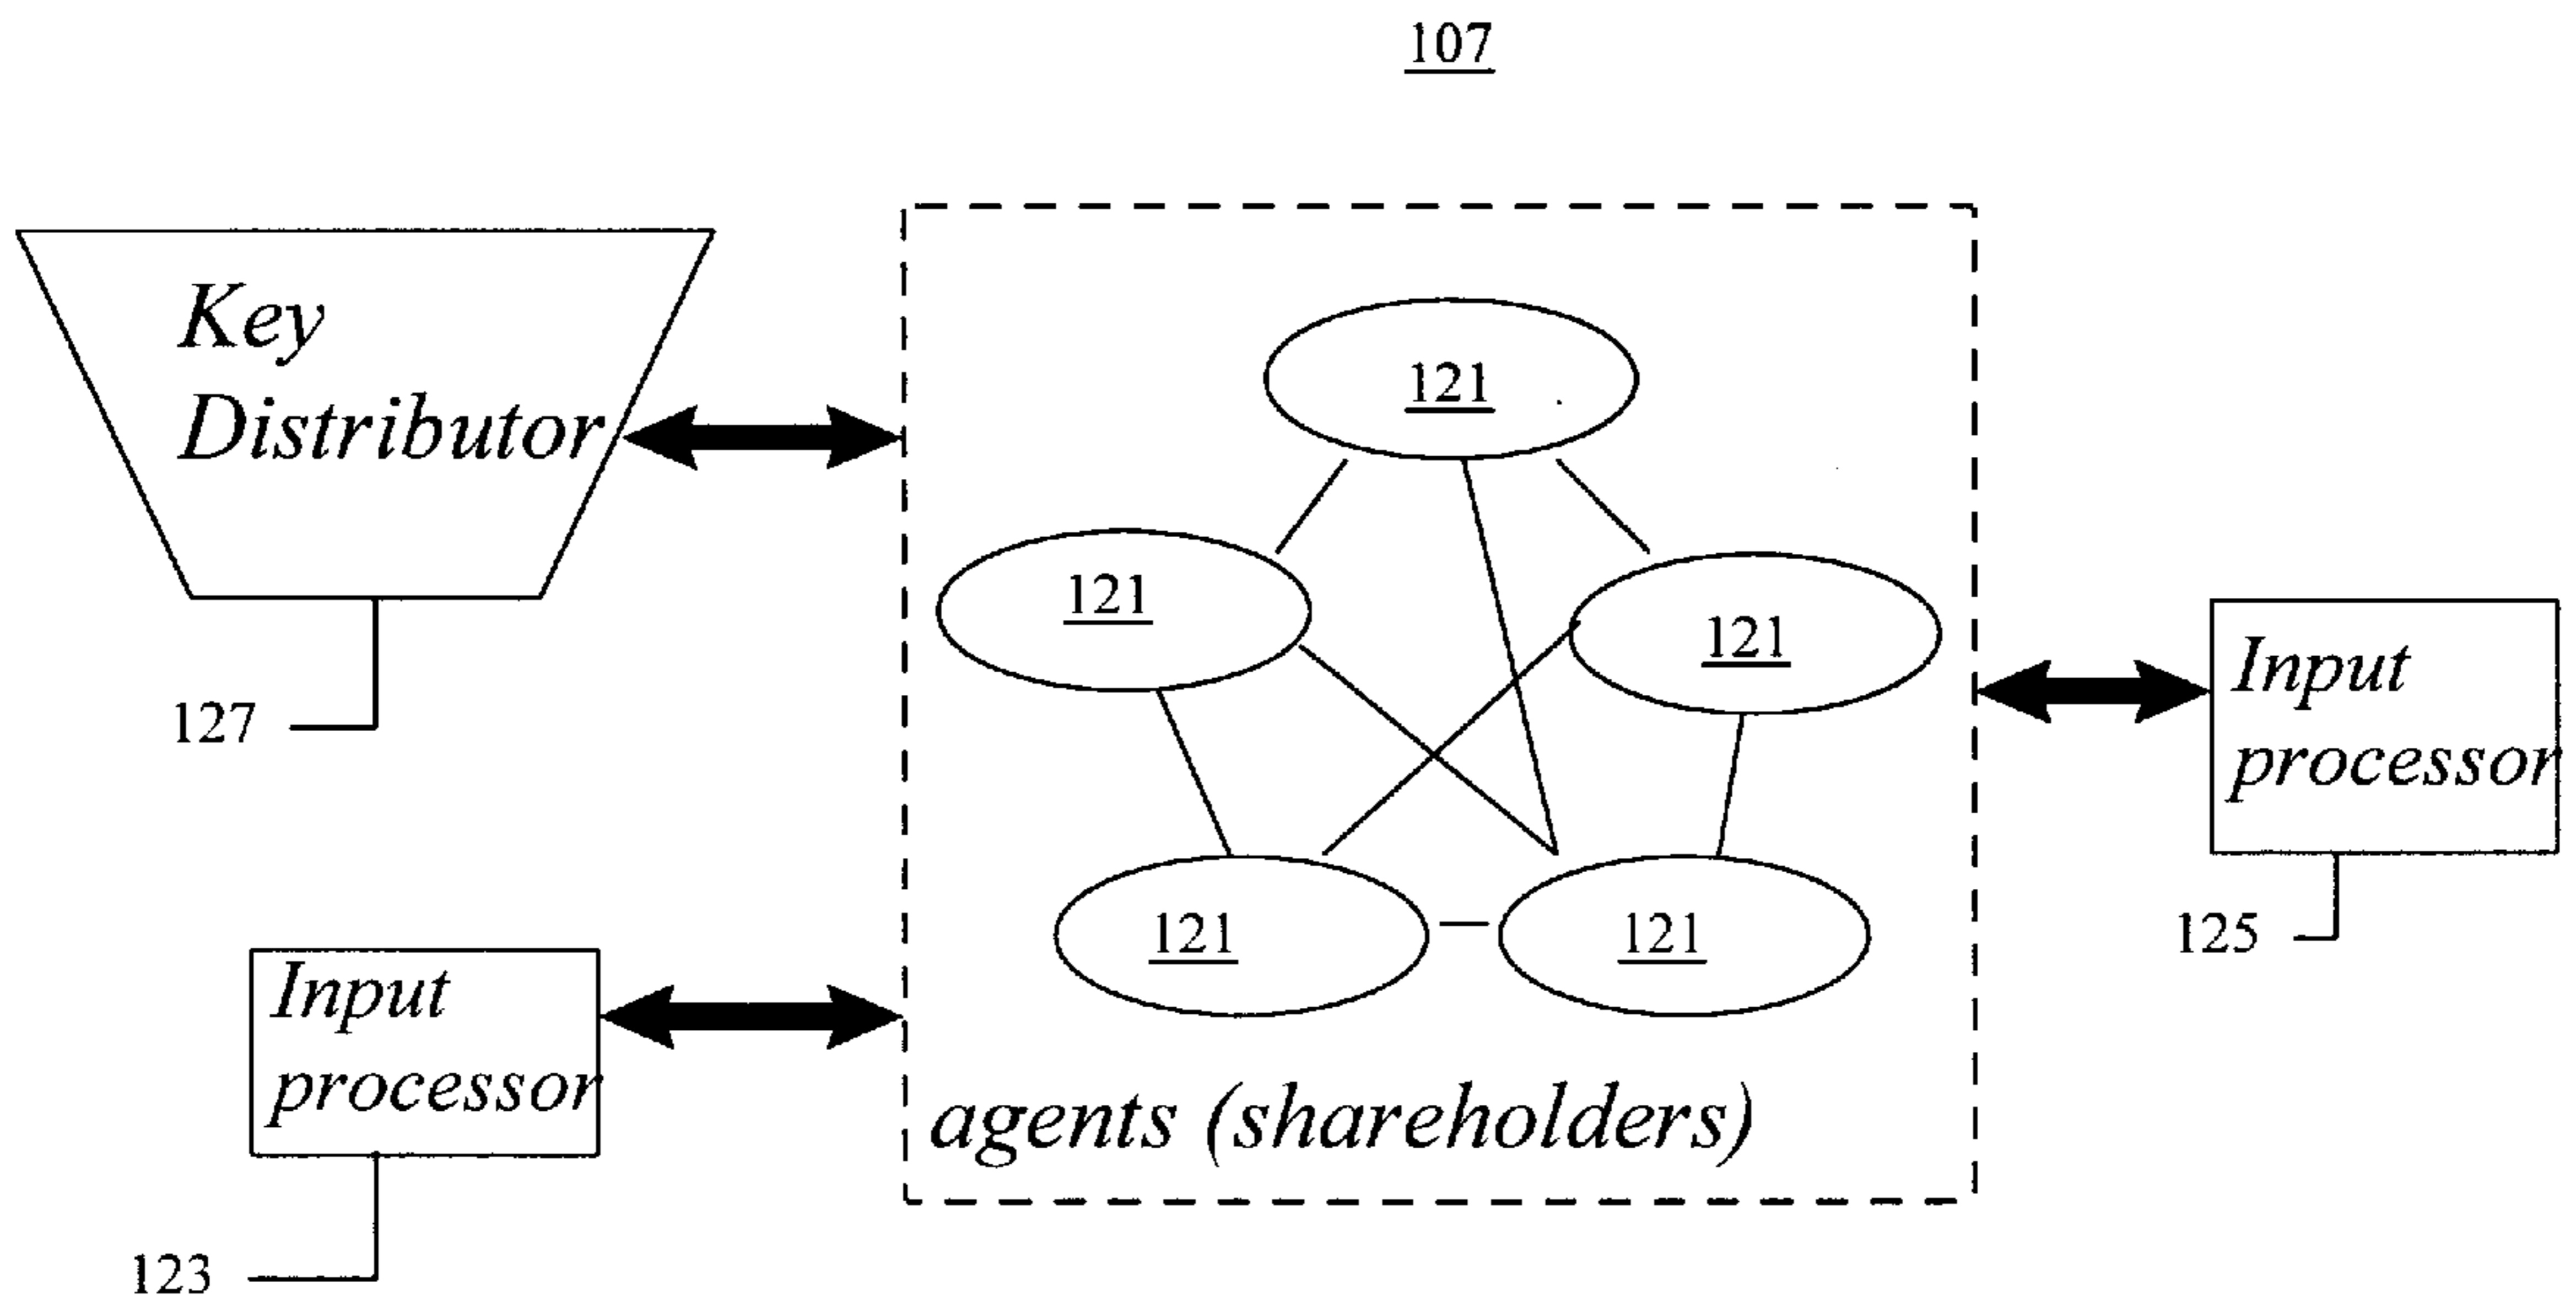 107
Key
Distributor
121
121
121
127
Input
processor
125
121
121
Input
processor
agents (shareholders)
123